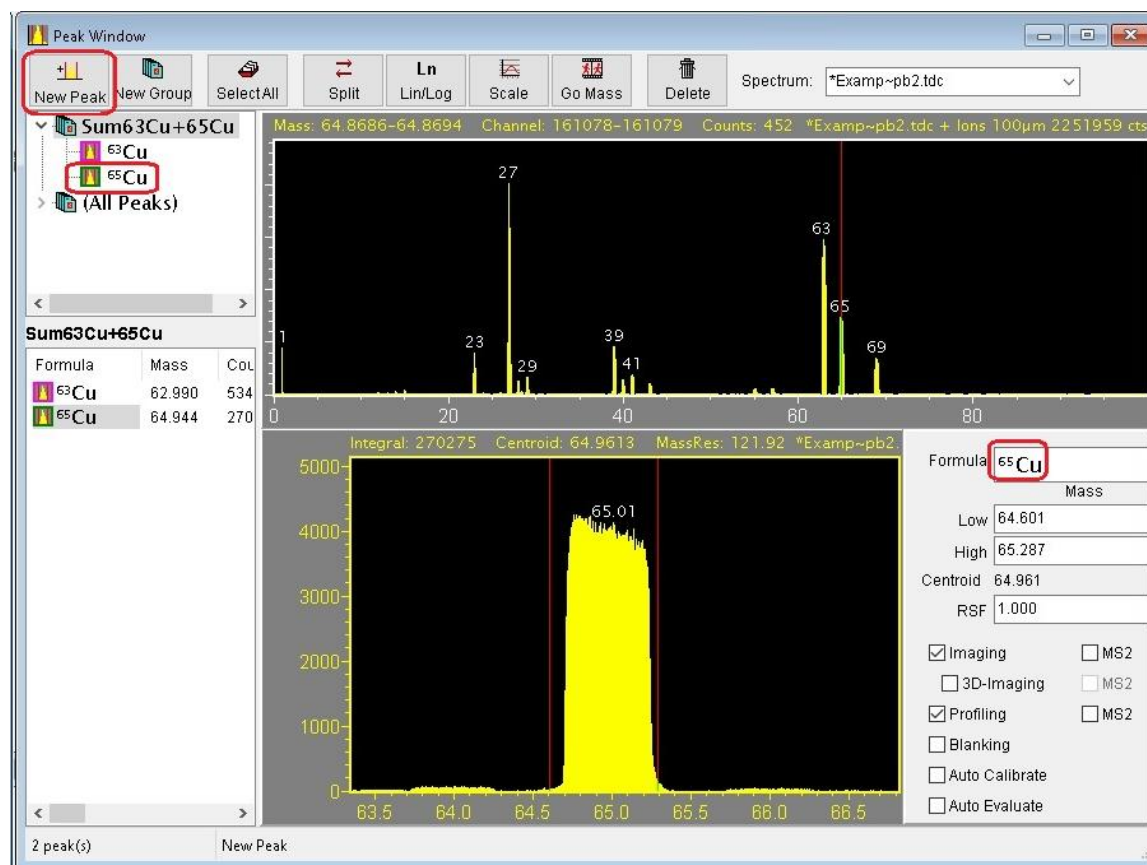 Peak Window
New Peak
New Group
Select All
Split
Ln
Lin/Log
Scale
Go Mass
Delete
Spectrum: *Examp~pb2.tdc
Sum63Cu+65Cu
⁶³Cu
⁶⁵Cu
(All Peaks)
Mass: 64.8686-64.8694 Channel: 161078-161079 Counts: 452 *Examp~pb2.tdc + Ions 100µm 2251959 cts
1
23
27
29
39
41
63
65
69
0 20 40 60 80
Sum63Cu+65Cu
Formula Mass Cou
⁶³Cu 62.990 534
⁶⁵Cu 64.944 270
Integral: 270275 Centroid: 64.9613 MassRes: 121.92 *Examp~pb2.
65.01
5000
4000
3000
2000
1000
0
63.5 64.0 64.5 65.0 65.5 66.0 66.5
Formula ⁶⁵Cu
Mass
Low 64.601
High 65.287
Centroid 64.961
RSF 1.000
Imaging MS2
3D-Imaging MS2
Profiling MS2
Blanking
Auto Calibrate
Auto Evaluate
2 peak(s) New Peak